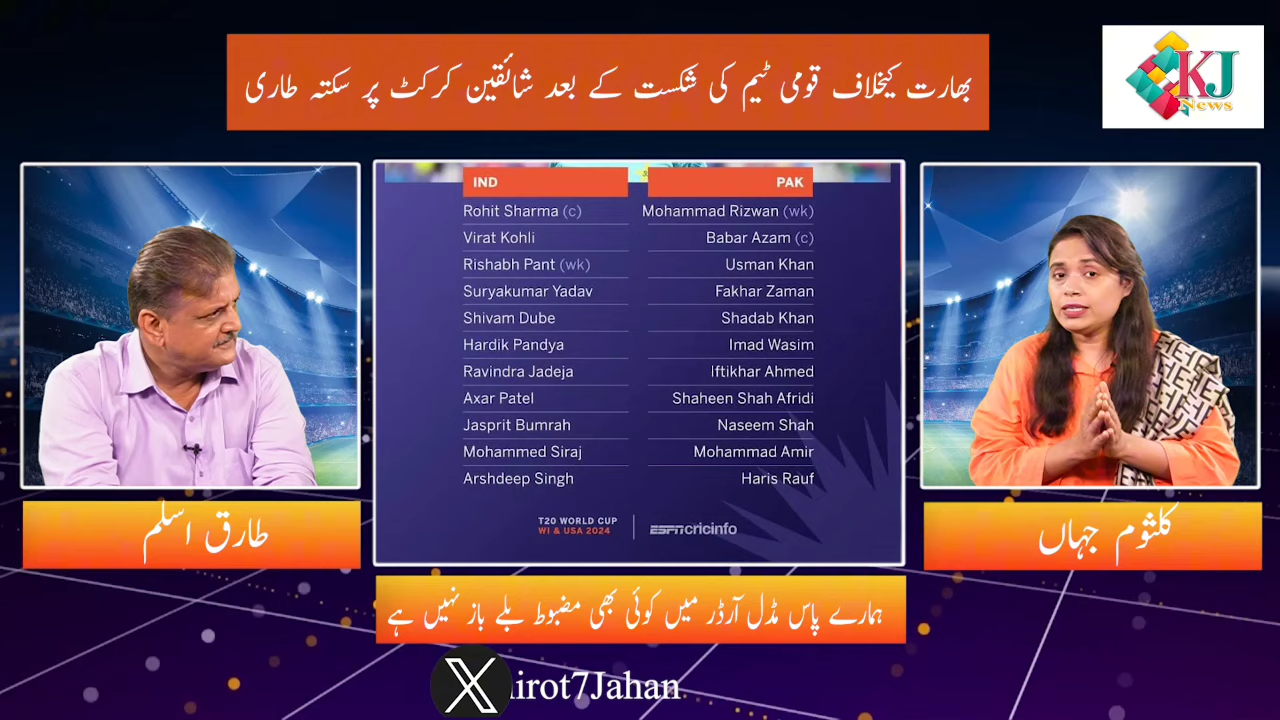 بھارت کیخلاف قومی ٹیم کی شکست کے بعد شائقین کرکٹ پر سکتہ طاری
KJ
News
IND PAK
Rohit Sharma (c) Mohammad Rizwan (wk)
Virat Kohli Babar Azam (c)
Rishabh Pant (wk) Usman Khan
Suryakumar Yadav Fakhar Zaman
Shivam Dube Shadab Khan
Hardik Pandya Imad Wasim
Ravindra Jadeja Iftikhar Ahmed
Axar Patel Shaheen Shah Afridi
Jasprit Bumrah Naseem Shah
Mohammed Siraj Mohammad Amir
Arshdeep Singh Haris Rauf
T20 WORLD CUP
WI & USA 2024
ESPNcricinfo
طارق اسلم
کلثوم جہاں
ہمارے پاس مڈل آرڈر میں کوئی بھی مضبوط بلے باز نہیں ہے
X irot7Jahan